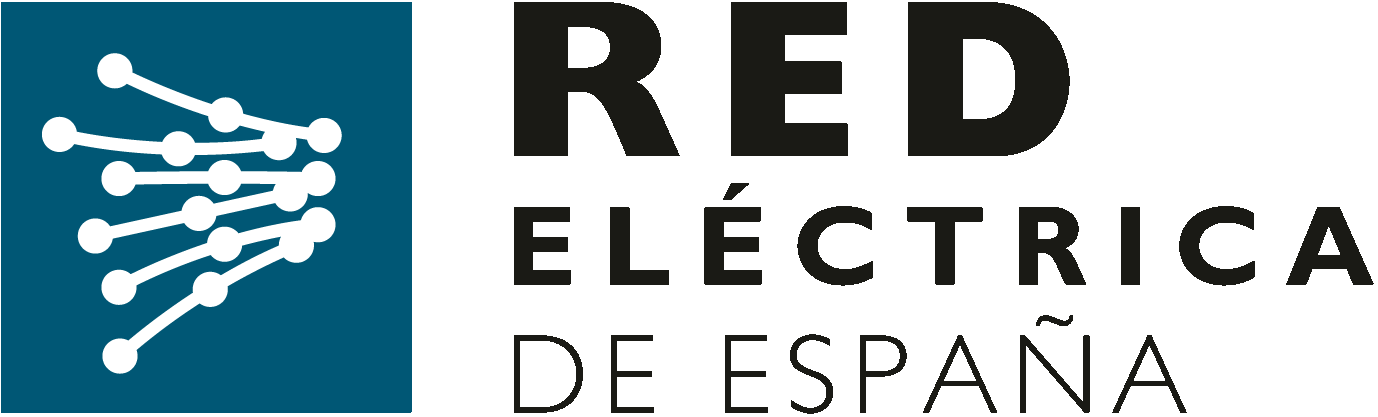 RED
ELÉCTRICA
DE ESPAÑA